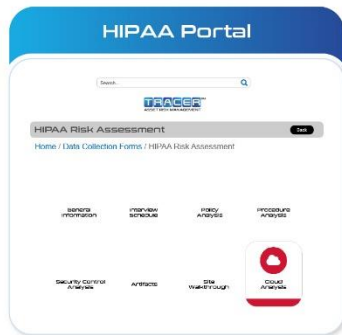 HIPAA Portal
Search...
TRACER
HIPAA Risk Assessment
Back
Home / Data Collection Forms / HIPAA Risk Assessment
General Information
Interview Schedule
Policy Analysis
Procedure Analysis
Security Control Analysis
Artifacts
Site Walkthrough
Cloud Analysis